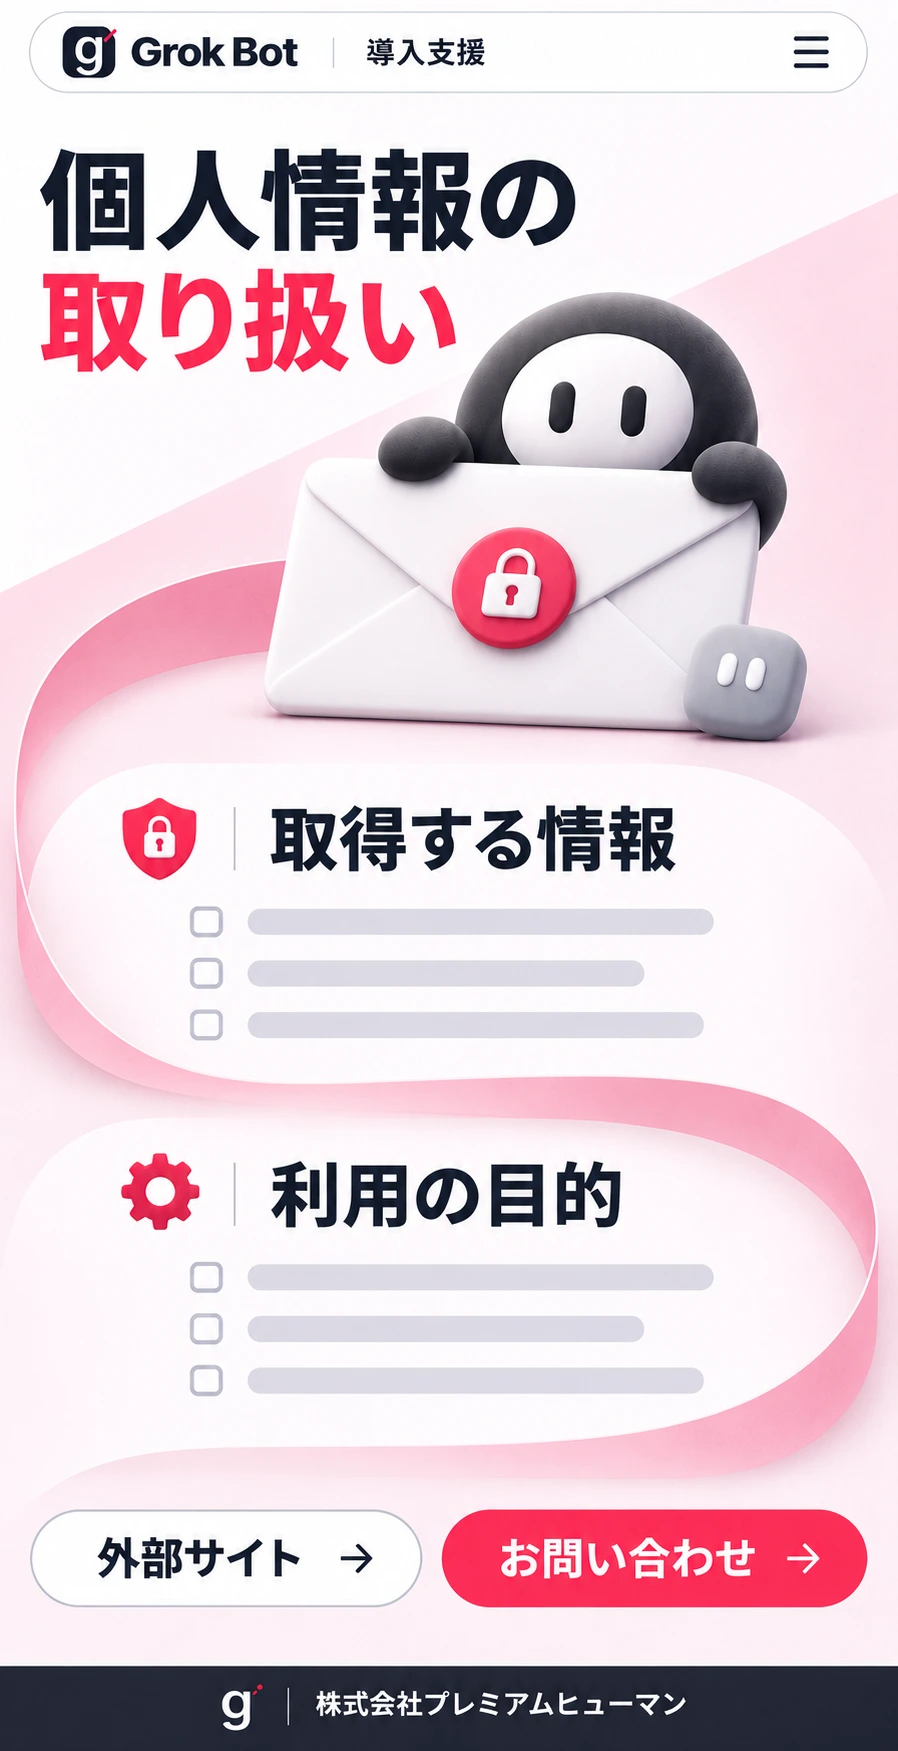 g Grok Bot 導入支援
個人情報の
取り扱い
取得する情報
利用の目的
外部サイト →
お問い合わせ →
g 株式会社プレミアムヒューマン